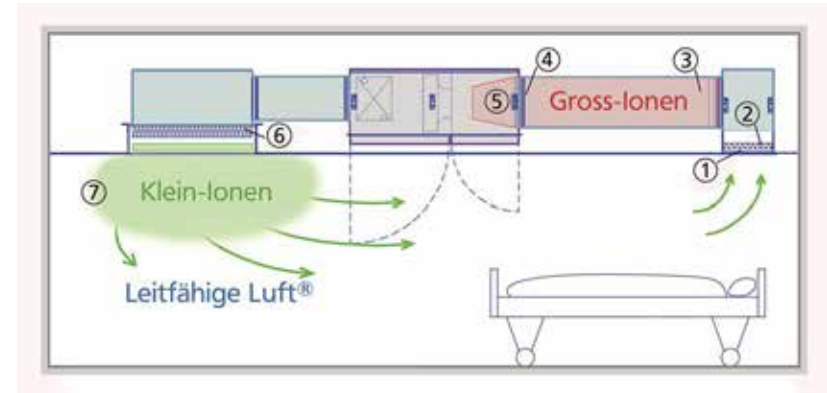 ④
③
⑤
Gross-Ionen
②
⑥
①
⑦
Klein-Ionen
Leitfähige Luft®